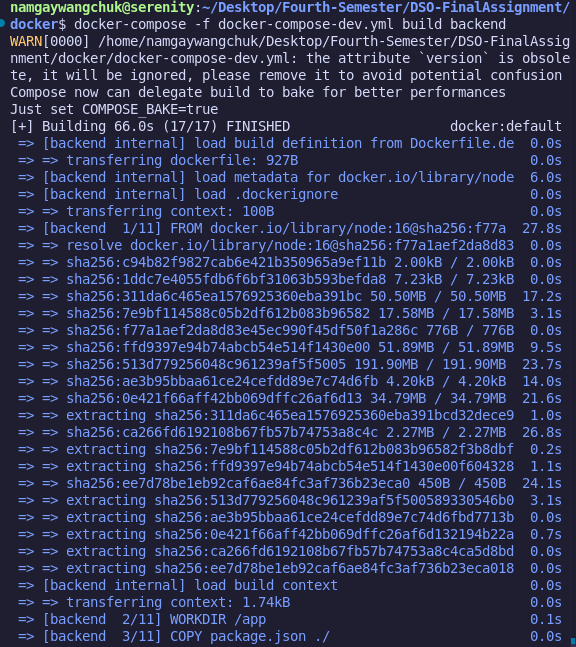 namgaywangchuk@serenity:~/Desktop/Fourth-Semester/DSO-FinalAssignment/
docker$ docker-compose -f docker-compose-dev.yml build backend
WARN[0000] /home/namgaywangchuk/Desktop/Fourth-Semester/DSO-FinalAssig
nment/docker/docker-compose-dev.yml: the attribute `version` is obsole
te, it will be ignored, please remove it to avoid potential confusion
Compose now can delegate build to bake for better performances
Just set COMPOSE_BAKE=true
[+] Building 66.0s (17/17) FINISHED docker:default
=> [backend internal] load build definition from Dockerfile.de 0.0s
=> => transferring dockerfile: 927B 0.0s
=> [backend internal] load metadata for docker.io/library/node 6.0s
=> [backend internal] load .dockerignore 0.0s
=> => transferring context: 100B 0.0s
=> [backend 1/11] FROM docker.io/library/node:16@sha256:f77a 27.8s
=> => resolve docker.io/library/node:16@sha256:f77a1aef2da8d83 0.0s
=> => sha256:c94b82f9827cab6e421b350965a9ef11b 2.00kB / 2.00kB 0.0s
=> => sha256:1ddc7e4055fdb6f6bf31063b593befda8 7.23kB / 7.23kB 0.0s
=> => sha256:311da6c465ea1576925360eba391bc 50.50MB / 50.50MB 17.2s
=> => sha256:7e9bf114588c05b2df612b083b96582 17.58MB / 17.58MB 3.1s
=> => sha256:f77a1aef2da8d83e45ec990f45df50f1a286c 776B / 776B 0.0s
=> => sha256:ffd9397e94b74abcb54e514f1430e00 51.89MB / 51.89MB 9.5s
=> => sha256:513d779256048c961239af5f5005 191.90MB / 191.90MB 23.7s
=> => sha256:ae3b95bbaa61ce24cefdd89e7c74d6fb 4.20kB / 4.20kB 14.0s
=> => sha256:0e421f66aff42bb069dffc26af6d13 34.79MB / 34.79MB 21.6s
=> => extracting sha256:311da6c465ea1576925360eba391bcd32dece9 1.0s
=> => sha256:ca266fd6192108b67fb57b74753a8c4c 2.27MB / 2.27MB 26.8s
=> => extracting sha256:7e9bf114588c05b2df612b083b96582f3b8dbf 0.2s
=> => extracting sha256:ffd9397e94b74abcb54e514f1430e00f604328 1.1s
=> => sha256:ee7d78be1eb92caf6ae84fc3af736b23eca0 450B / 450B 24.1s
=> => extracting sha256:513d779256048c961239af5f500589330546b0 3.1s
=> => extracting sha256:ae3b95bbaa61ce24cefdd89e7c74d6fbd7713b 0.0s
=> => extracting sha256:0e421f66aff42bb069dffc26af6d132194b22a 0.7s
=> => extracting sha256:ca266fd6192108b67fb57b74753a8c4ca5d8bd 0.0s
=> => extracting sha256:ee7d78be1eb92caf6ae84fc3af736b23eca018 0.0s
=> [backend internal] load build context 0.0s
=> => transferring context: 1.74kB 0.0s
=> [backend 2/11] WORKDIR /app 0.1s
=> [backend 3/11] COPY package.json ./ 0.0s